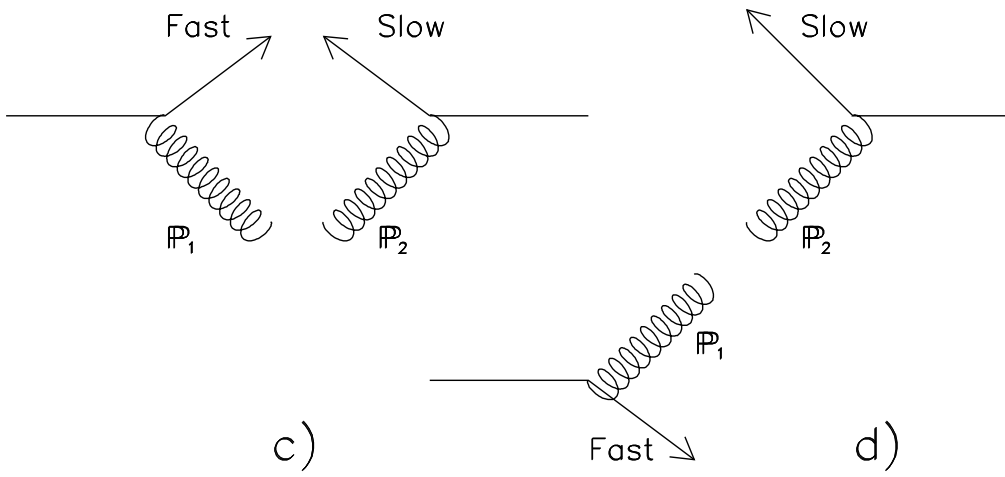 Fast Slow Slow
ℙ₁ ℙ₂ ℙ₂
ℙ₁
Fast
c) d)